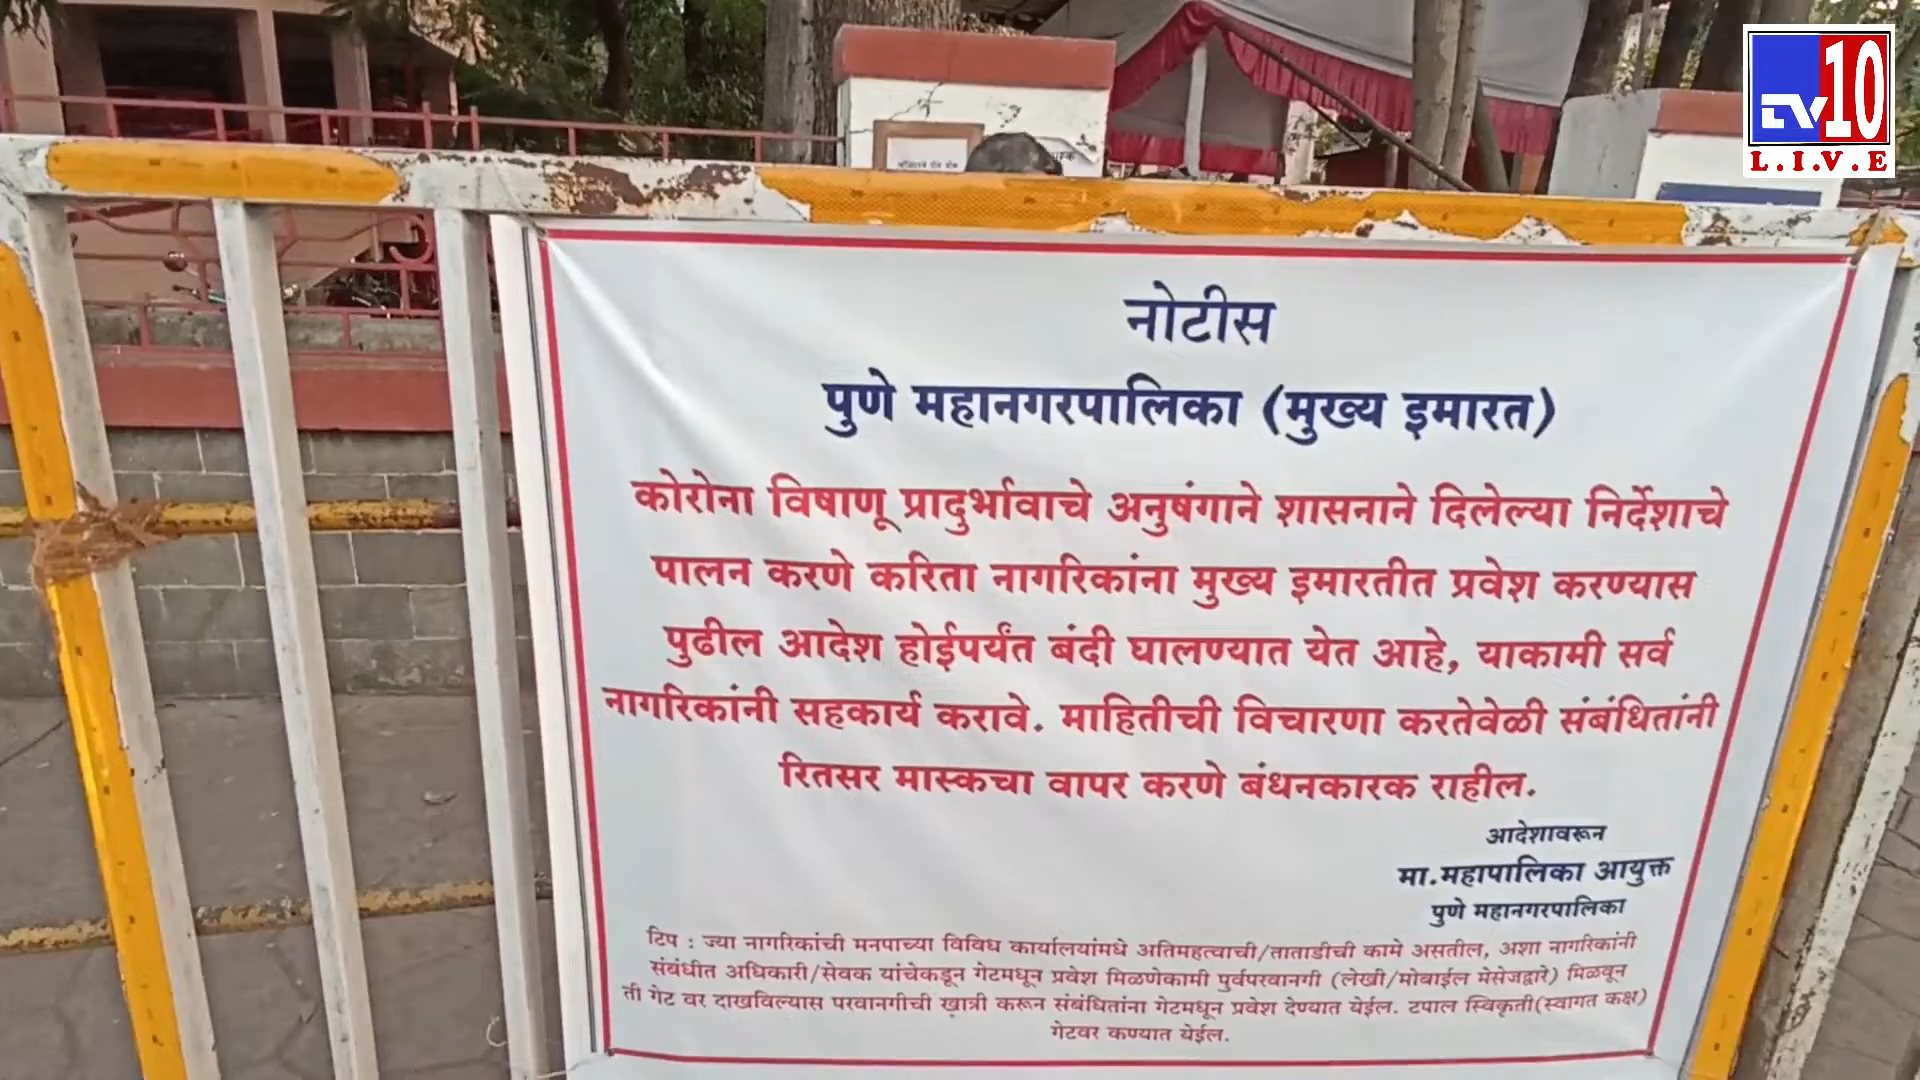 TV10
L.I.V.E
नोटीस
पुणे महानगरपालिका (मुख्य इमारत)
कोरोना विषाणू प्रादुर्भावाचे अनुषंगाने शासनाने दिलेल्या निर्देशाचे
पालन करणे करिता नागरिकांना मुख्य इमारतीत प्रवेश करण्यास
पुढील आदेश होईपर्यंत बंदी घालण्यात येत आहे, याकामी सर्व
नागरिकांनी सहकार्य करावे. माहितीची विचारणा करतेवेळी संबंधितांनी
रितसर मास्कचा वापर करणे बंधनकारक राहील.
आदेशावरून
मा.महापालिका आयुक्त
पुणे महानगरपालिका
टिप : ज्या नागरिकांची मनपाच्या विविध कार्यालयांमधे अतिमहत्वाची/ताताडीची कामे असतील, अशा नागरिकांनी
संबंधीत अधिकारी/सेवक यांचेकडून गेटमधून प्रवेश मिळणेकामी पुर्वपरवानगी (लेखी/मोबाईल मेसेजद्वारे) मिळवून
ती गेट वर दाखविल्यास परवानगीची खात्री करून संबंधितांना गेटमधून प्रवेश देण्यात येईल. टपाल स्विकृती(स्वागत कक्ष)
गेटवर कण्यात येईल.